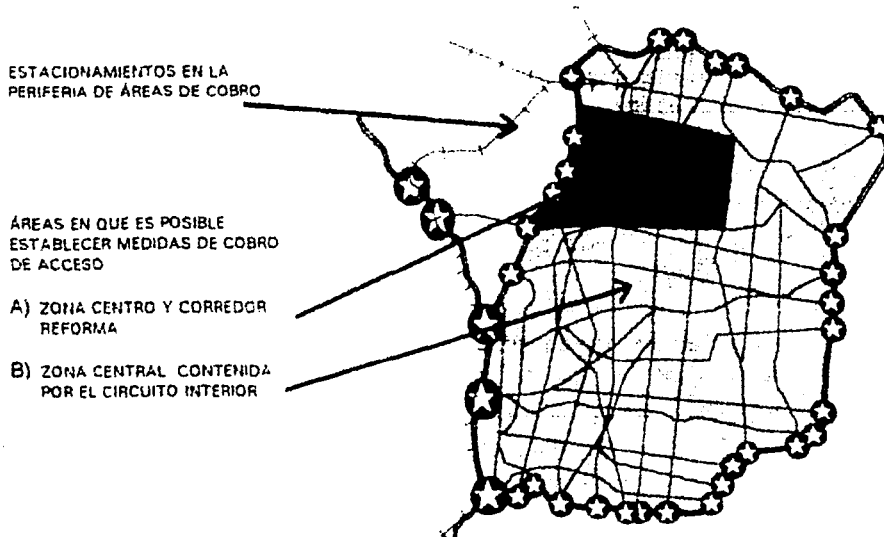 ESTACIONAMIENTOS EN LA
PERIFERIA DE ÁREAS DE COBRO
ÁREAS EN QUE ES POSIBLE
ESTABLECER MEDIDAS DE COBRO
DE ACCESO
A) ZONA CENTRO Y CORREDOR
REFORMA
B) ZONA CENTRAL CONTENIDA
POR EL CIRCUITO INTERIOR